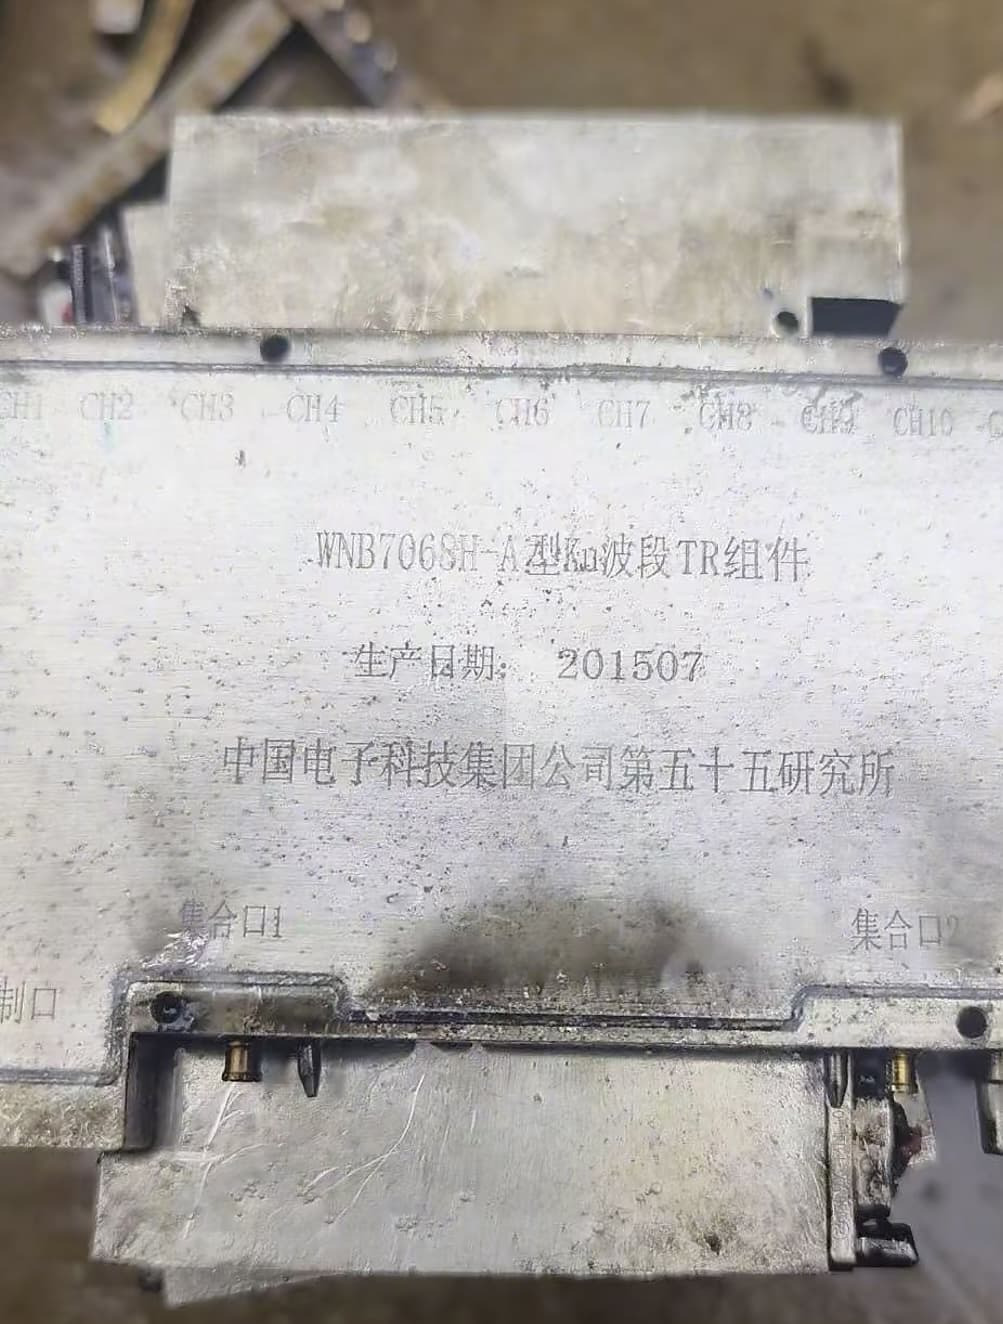 CH1 CH2 CH3 CH4 CH5 CH6 CH7 CH8 CH9 CH10
WNB7068H-A型Ku波段TR组件
生产日期: 201507
中国电子科技集团公司第五十五研究所
集合口1 集合口2
制口